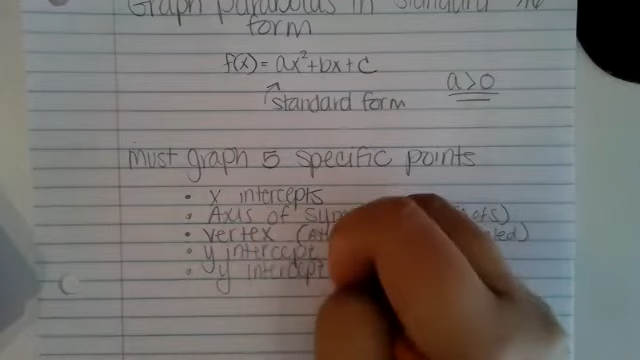 Graph parabolas in standard
form
f(x) = ax²+bx+c
standard form
a>0
Must graph 5 specific points
• x intercepts
• Axis of
• vertex
• y intercept
• y intercept